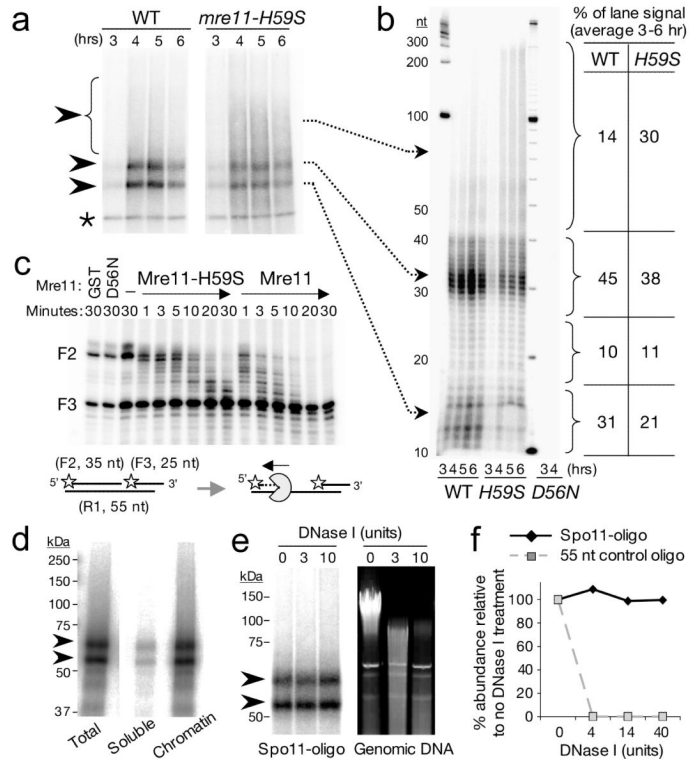 a
WT mre11-H59S
(hrs) 3 4 5 6 3 4 5 6
*
b
% of lane signal
(average 3-6 hr)
WT H59S
nt
300
200
100
50
40
30
20
10
14 30
45 38
10 11
31 21
3 4 5 6 3 4 5 6 3 4 (hrs)
WT H59S D56N
c
Mre11: GST D56N – Mre11-H59S Mre11
Minutes: 30 30 30 1 3 5 10 20 30 1 3 5 10 20 30
F2
F3
(F2, 35 nt) (F3, 25 nt)
5' 3' 5' 3'
(R1, 55 nt)
d
kDa
250
150
100
75
50
37
Total Soluble Chromatin
e
DNase I (units)
0 3 10 0 3 10
kDa
150
100
75
50
Spo11-oligo Genomic DNA
f
Spo11-oligo
55 nt control oligo
% abundance relative
to no DNase I treatment
100
80
60
40
20
0
0 4 14 40
DNase I (units)